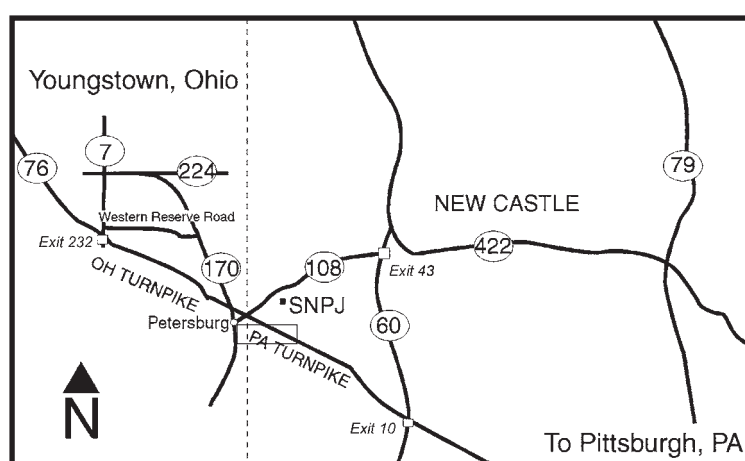 Youngstown, Ohio
76
7
224
79
Western Reserve Road
NEW CASTLE
Exit 232
170
108
Exit 43
422
OH TURNPIKE
SNPJ
Petersburg
60
PA TURNPIKE
N
Exit 10
To Pittsburgh, PA